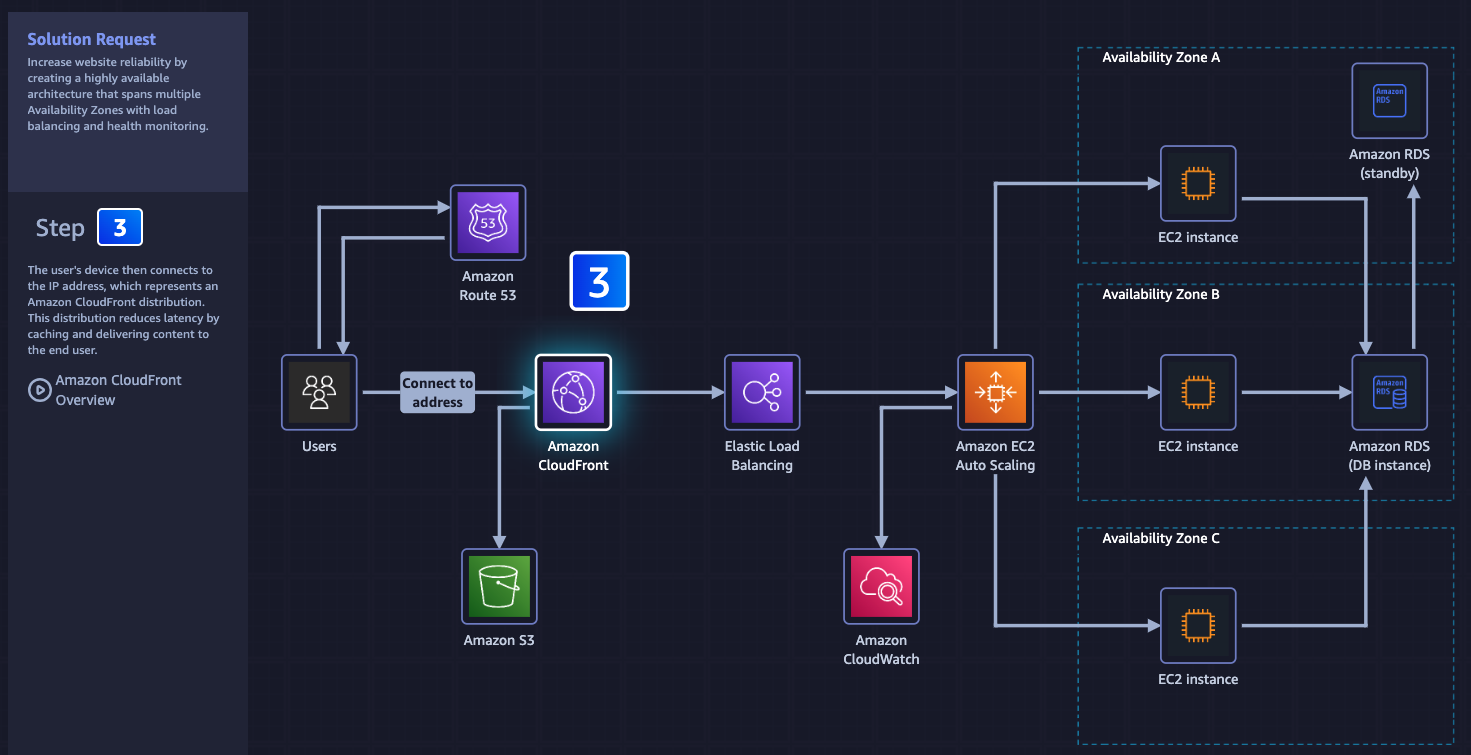 Solution Request
Increase website reliability by
creating a highly available
architecture that spans multiple
Availability Zones with load
balancing and health monitoring.
Step 3
The user's device then connects to
the IP address, which represents an
Amazon CloudFront distribution.
This distribution reduces latency by
caching and delivering content to
the end user.
Amazon CloudFront
Overview
53
Amazon
Route 53
3
Users
Connect to
address
Amazon
CloudFront
Amazon S3
Elastic Load
Balancing
Amazon EC2
Auto Scaling
Amazon
CloudWatch
Availability Zone A
EC2 instance
Amazon
RDS
Amazon RDS
(standby)
Availability Zone B
EC2 instance
Amazon
RDS
Amazon RDS
(DB instance)
Availability Zone C
EC2 instance